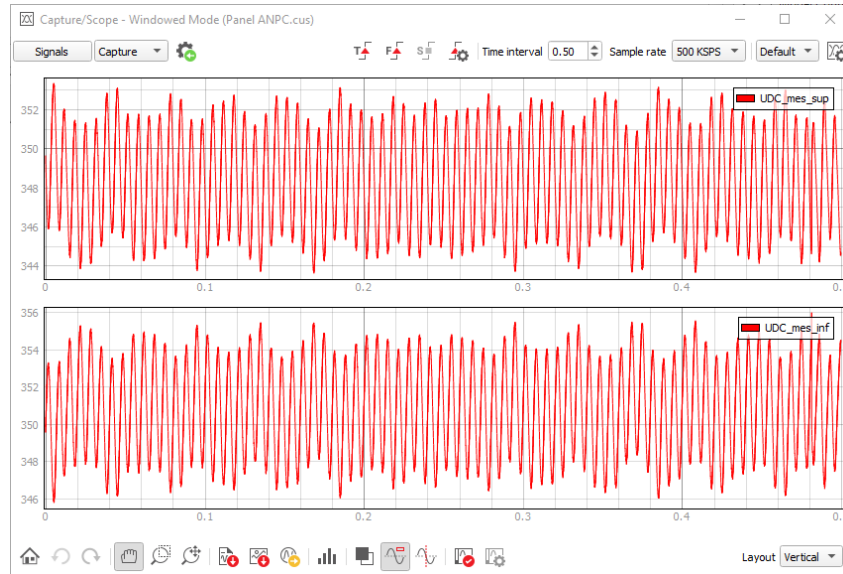 Capture/Scope - Windowed Mode (Panel ANPC.cus)
Signals Capture T F S Time interval 0.50 Sample rate 500 KSPS Default
UDC_mes_sup
352
350
348
346
344
0 0.1 0.2 0.3 0.4 0.
UDC_mes_inf
356
354
352
350
348
346
0 0.1 0.2 0.3 0.4 0.
Layout Vertical